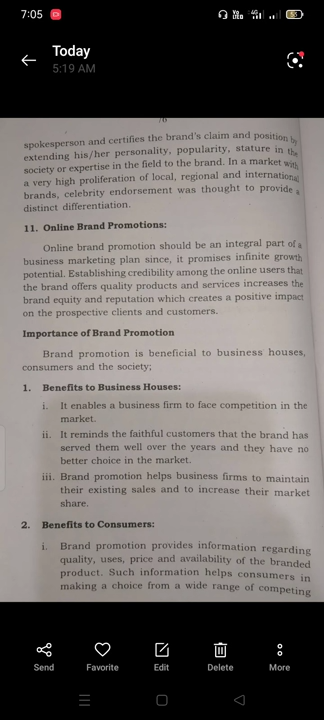 7:05
Vo
LTE
4G
55
Today
5:19 AM
76
spokesperson and certifies the brand's claim and position by
extending his/her personality, popularity, stature in the
society or expertise in the field to the brand. In a market with
a very high proliferation of local, regional and international
brands, celebrity endorsement was thought to provide a
distinct differentiation.
11. Online Brand Promotions:
Online brand promotion should be an integral part of a
business marketing plan since, it promises infinite growth
potential. Establishing credibility among the online users that
the brand offers quality products and services increases the
brand equity and reputation which creates a positive impact
on the prospective clients and customers.
Importance of Brand Promotion
Brand promotion is beneficial to business houses,
consumers and the society;
1. Benefits to Business Houses:
i. It enables a business firm to face competition in the
market.
ii. It reminds the faithful customers that the brand has
served them well over the years and they have no
better choice in the market.
iii. Brand promotion helps business firms to maintain
their existing sales and to increase their market
share.
2. Benefits to Consumers:
i. Brand promotion provides information regarding
quality, uses, price and availability of the branded
product. Such information helps consumers in
making a choice from a wide range of competing
Send
Favorite
Edit
Delete
More